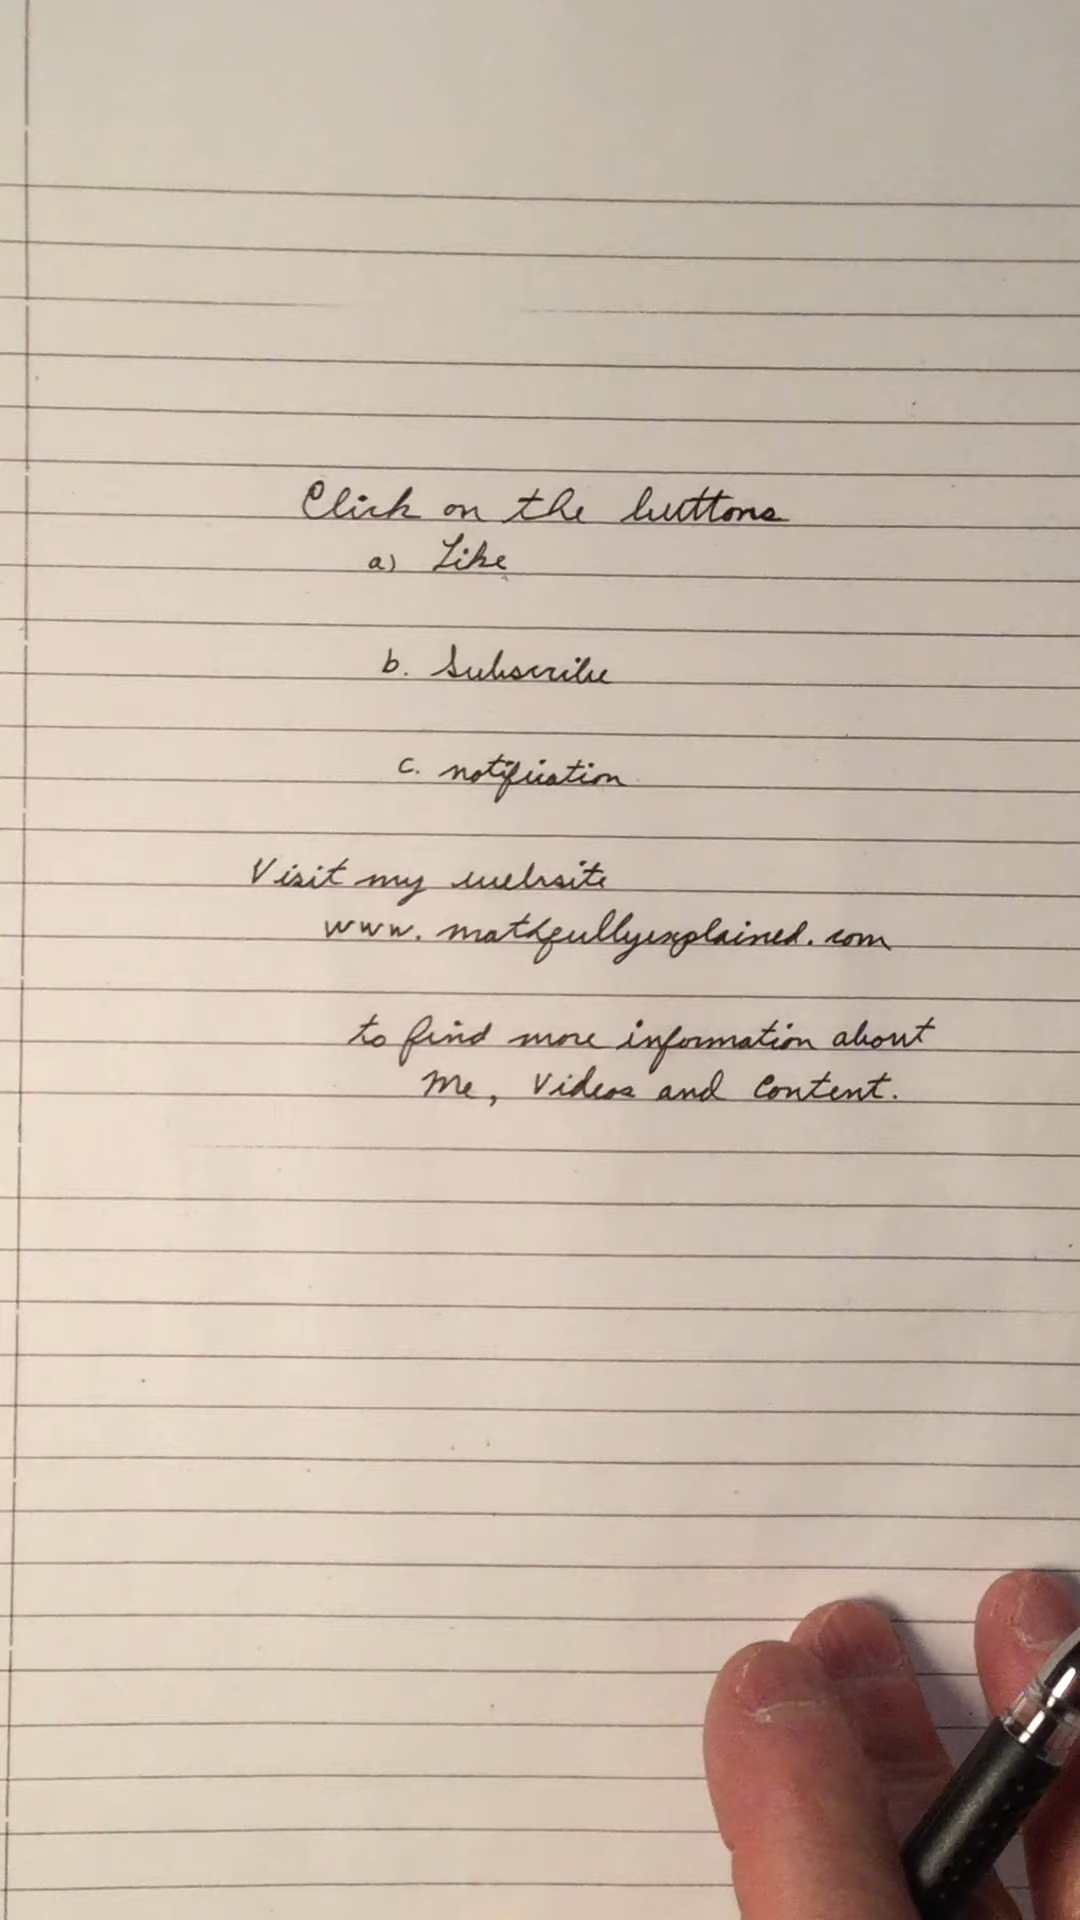 Click on the buttons
a) Like
b. Subscribe
c. notification
Visit my website
www.mathfullyexplained.com
to find more information about
Me, Videos and Content.